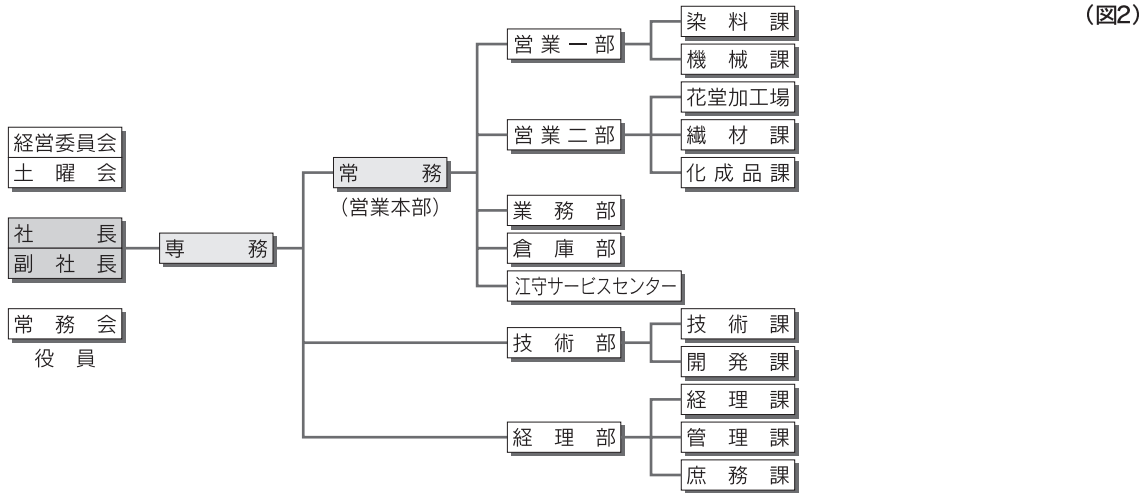 （図2）
経営委員会
土曜会
社長
副社長
常務会
役員
専務
常務
（営業本部）
営業一部
染料課
機械課
営業二部
花堂加工場
繊材課
化成品課
業務部
倉庫部
江守サービスセンター
技術部
技術課
開発課
経理部
経理課
管理課
庶務課